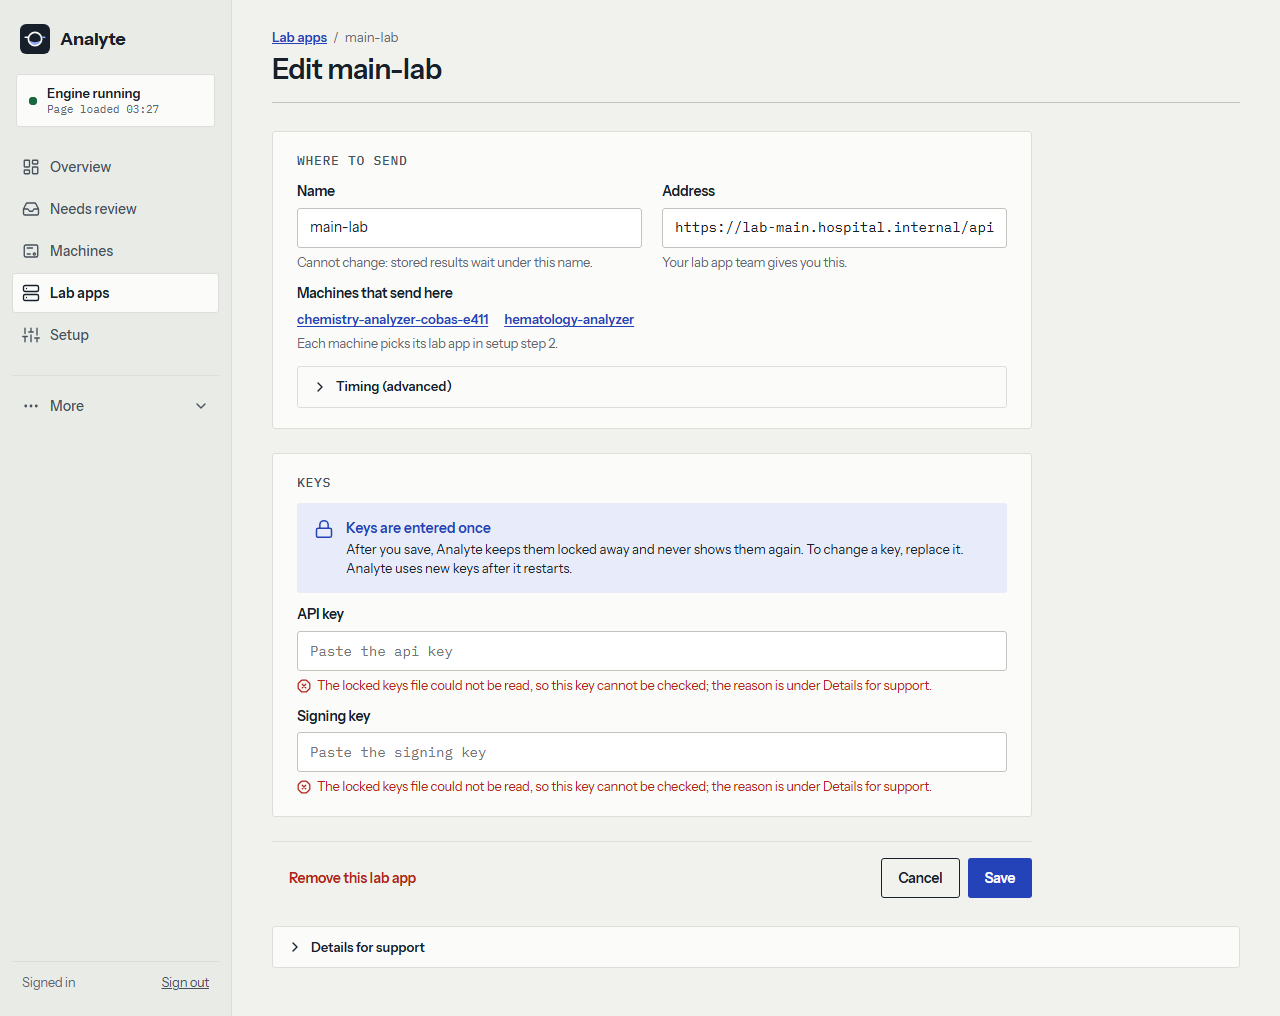 Analyte
Engine running
Page loaded 03:27
Overview
Needs review
Machines
Lab apps
Setup
More
Signed in
Sign out
Lab apps / main-lab
Edit main-lab
WHERE TO SEND
Name
main-lab
Cannot change: stored results wait under this name.
Address
https://lab-main.hospital.internal/api
Your lab app team gives you this.
Machines that send here
chemistry-analyzer-cobas-e411 hematology-analyzer
Each machine picks its lab app in setup step 2.
Timing (advanced)
KEYS
Keys are entered once
After you save, Analyte keeps them locked away and never shows them again. To change a key, replace it.
Analyte uses new keys after it restarts.
API key
Paste the api key
The locked keys file could not be read, so this key cannot be checked; the reason is under Details for support.
Signing key
Paste the signing key
The locked keys file could not be read, so this key cannot be checked; the reason is under Details for support.
Remove this lab app
Cancel
Save
Details for support